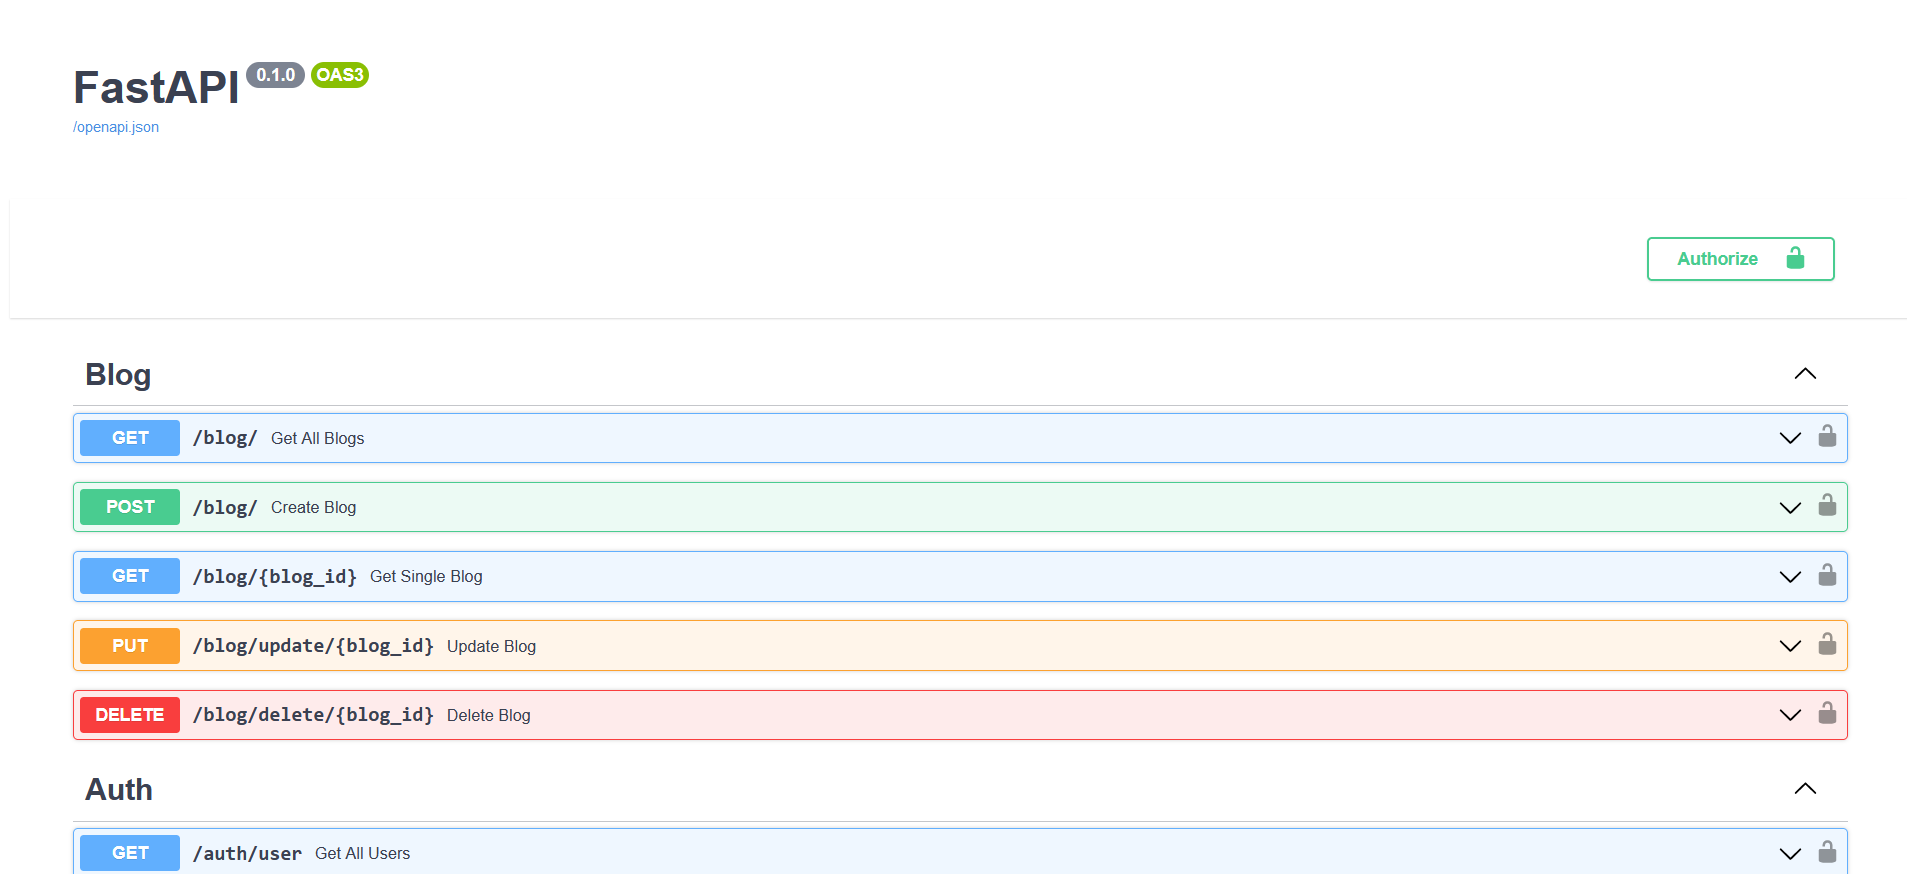 FastAPI 0.1.0 OAS3
/openapi.json
Authorize
Blog
GET /blog/ Get All Blogs
POST /blog/ Create Blog
GET /blog/{blog_id} Get Single Blog
PUT /blog/update/{blog_id} Update Blog
DELETE /blog/delete/{blog_id} Delete Blog
Auth
GET /auth/user Get All Users